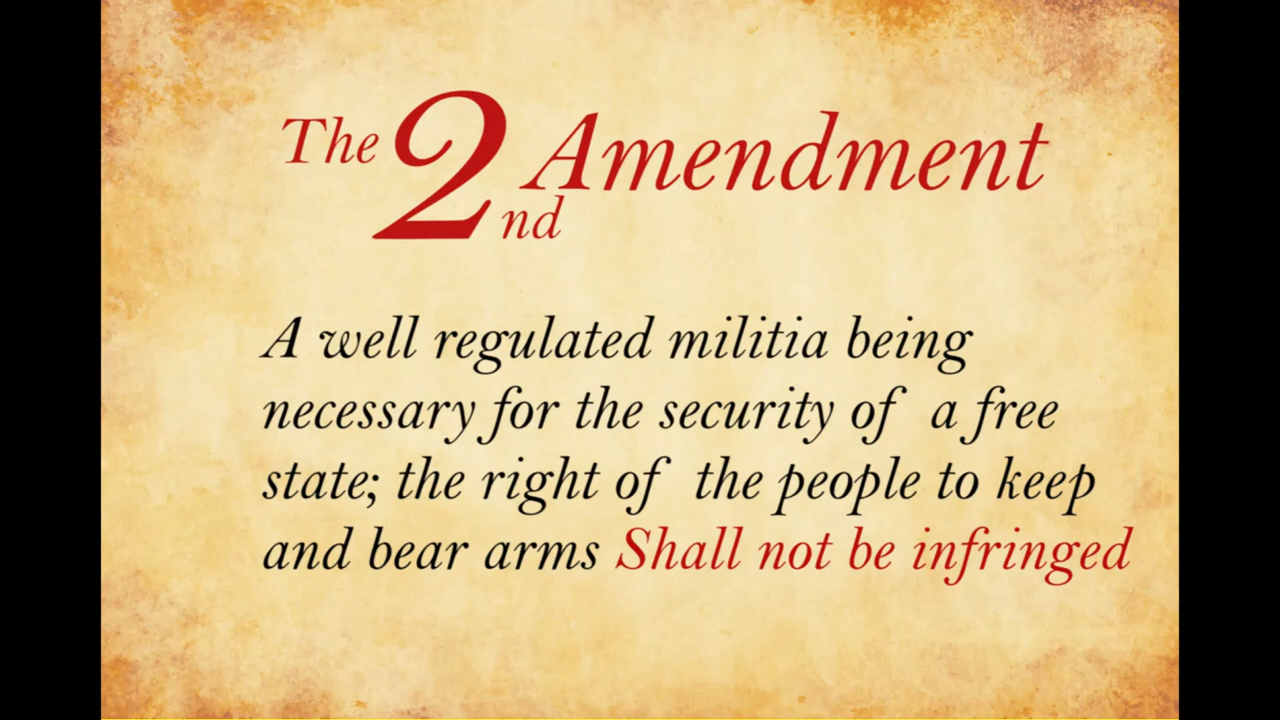 The 2nd Amendment
A well regulated militia being
necessary for the security of a free
state; the right of the people to keep
and bear arms Shall not be infringed